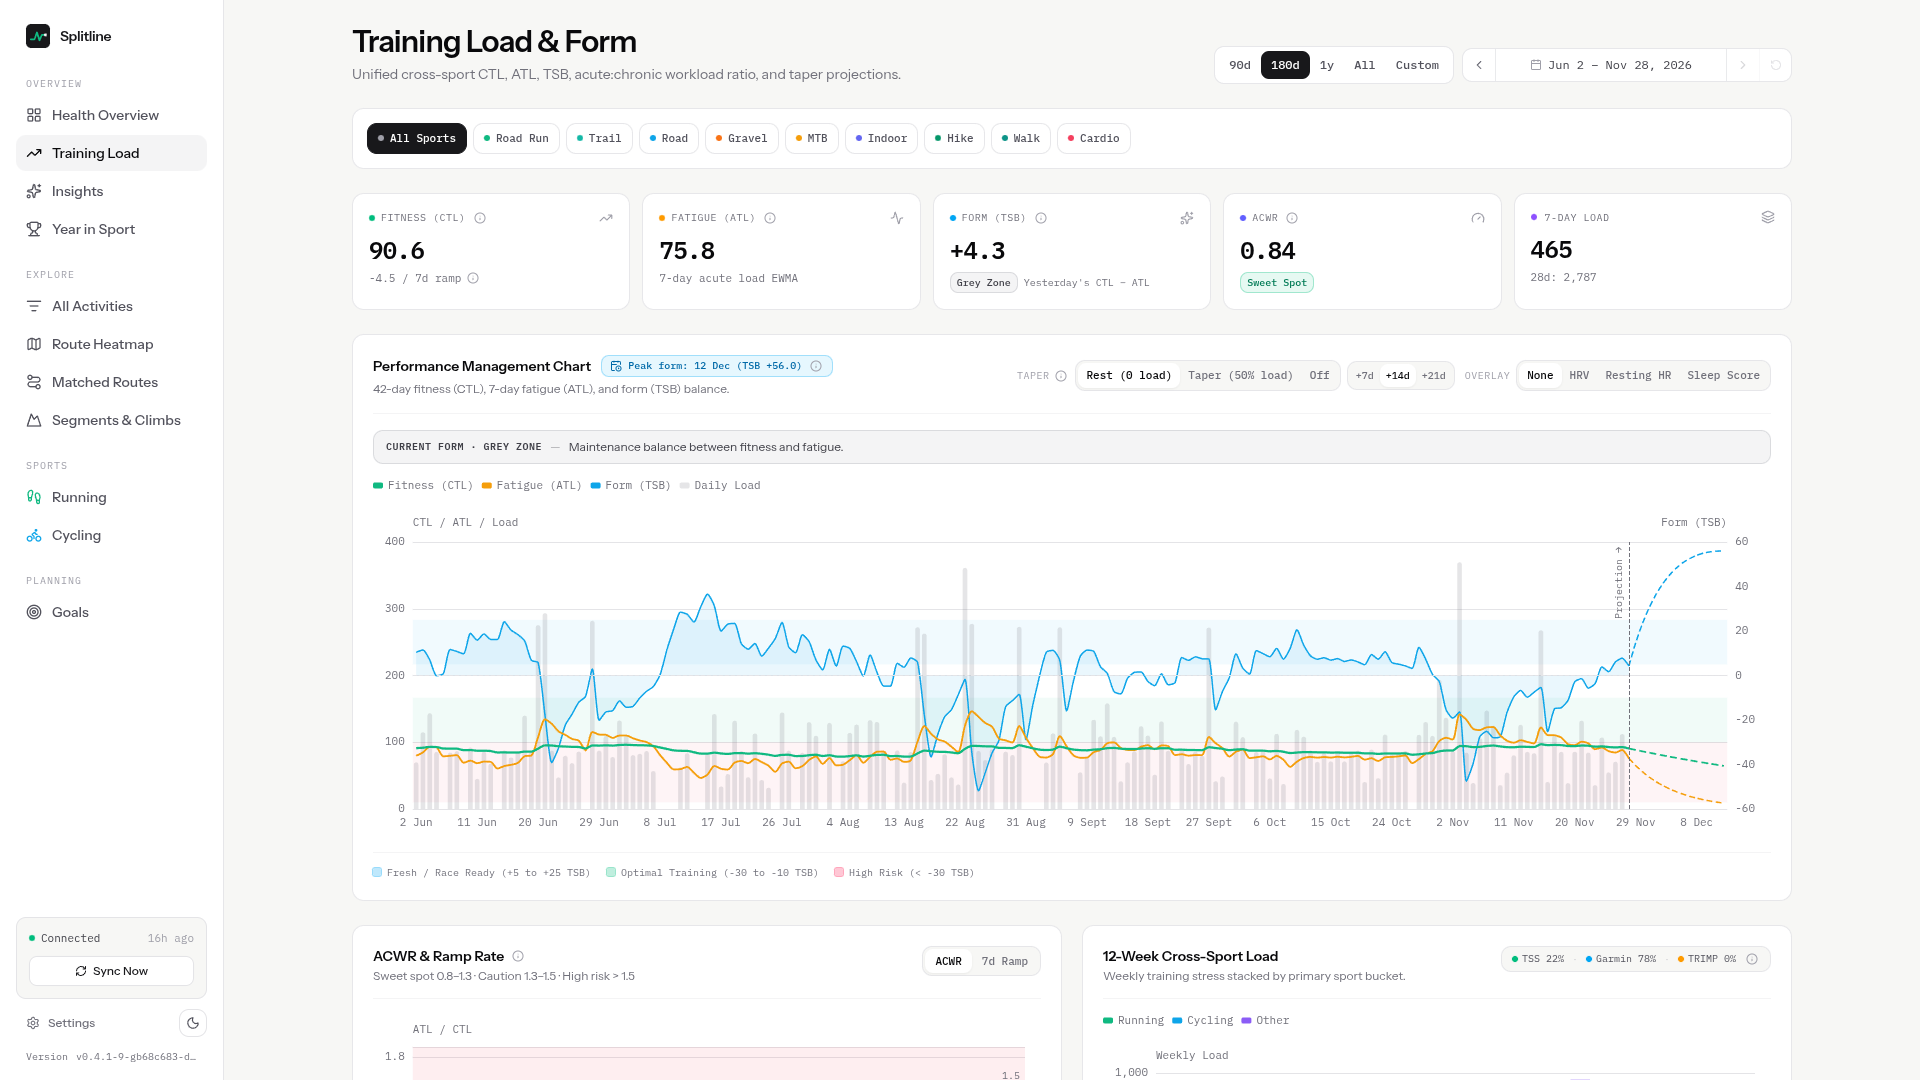 Splitline
OVERVIEW
Health Overview
Training Load
Insights
Year in Sport
EXPLORE
All Activities
Route Heatmap
Matched Routes
Segments & Climbs
SPORTS
Running
Cycling
PLANNING
Goals
Connected 16h ago
Sync Now
Settings
Version v0.4.1-9-gb68c683-d…
Training Load & Form
Unified cross-sport CTL, ATL, TSB, acute:chronic workload ratio, and taper projections.
90d 180d 1y All Custom
Jun 2 – Nov 28, 2026
All Sports Road Run Trail Road Gravel MTB Indoor Hike Walk Cardio
FITNESS (CTL)
90.6
-4.5 / 7d ramp
FATIGUE (ATL)
75.8
7-day acute load EWMA
FORM (TSB)
+4.3
Grey Zone Yesterday's CTL − ATL
ACWR
0.84
Sweet Spot
7-DAY LOAD
465
28d: 2,787
Performance Management Chart Peak form: 12 Dec (TSB +56.0)
42-day fitness (CTL), 7-day fatigue (ATL), and form (TSB) balance.
TAPER Rest (0 load) Taper (50% load) Off +7d +14d +21d OVERLAY None HRV Resting HR Sleep Score
CURRENT FORM · GREY ZONE — Maintenance balance between fitness and fatigue.
Fitness (CTL) Fatigue (ATL) Form (TSB) Daily Load
CTL / ATL / Load Form (TSB)
400 60
40
300
20
200 0
-20
100
-40
0 -60
Projection →
2 Jun 11 Jun 20 Jun 29 Jun 8 Jul 17 Jul 26 Jul 4 Aug 13 Aug 22 Aug 31 Aug 9 Sept 18 Sept 27 Sept 6 Oct 15 Oct 24 Oct 2 Nov 11 Nov 20 Nov 29 Nov 8 Dec
Fresh / Race Ready (+5 to +25 TSB) Optimal Training (-30 to -10 TSB) High Risk (< -30 TSB)
ACWR & Ramp Rate
Sweet spot 0.8–1.3 · Caution 1.3–1.5 · High risk > 1.5
ACWR 7d Ramp
ATL / CTL
1.8
1.5
12-Week Cross-Sport Load
Weekly training stress stacked by primary sport bucket.
TSS 22% · Garmin 78% · TRIMP 0%
Running Cycling Other
Weekly Load
1,000